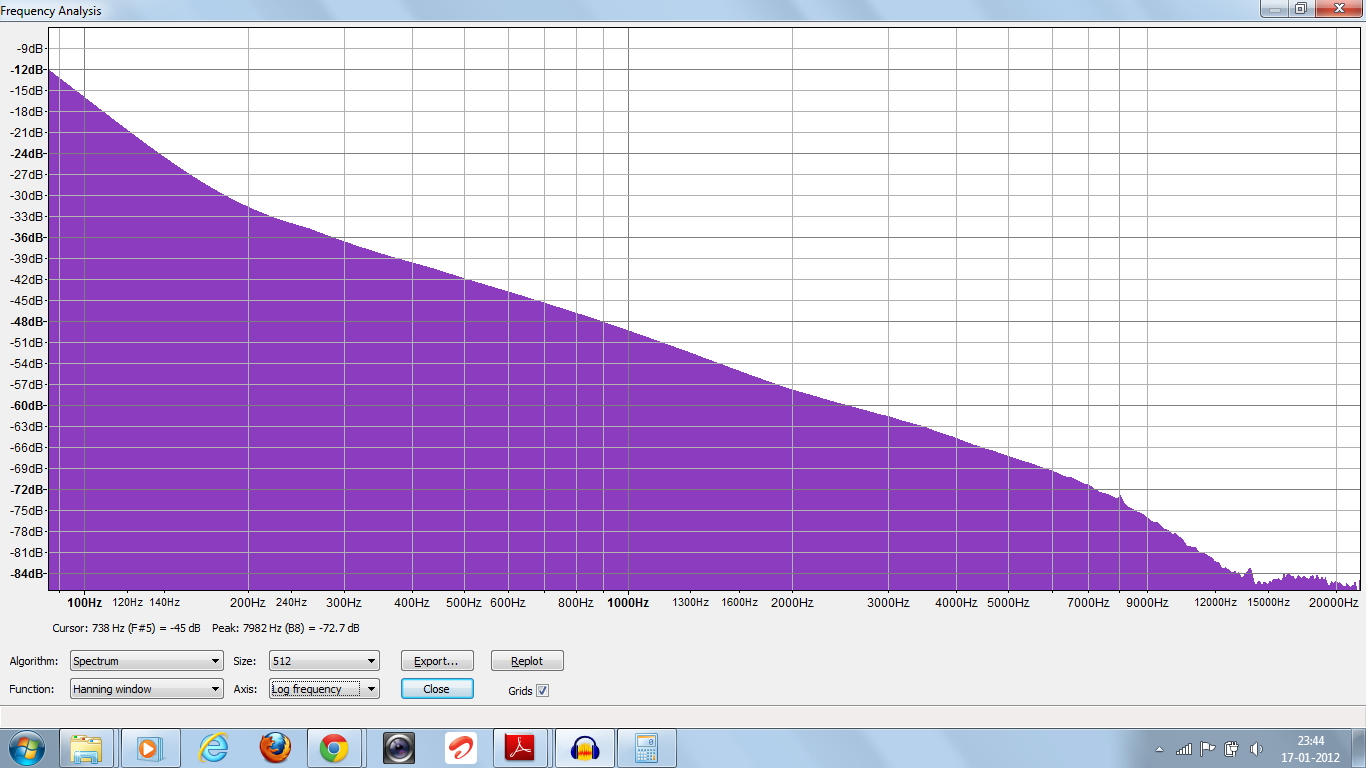 Frequency Analysis
-9dB
-12dB
-15dB
-18dB
-21dB
-24dB
-27dB
-30dB
-33dB
-36dB
-39dB
-42dB
-45dB
-48dB
-51dB
-54dB
-57dB
-60dB
-63dB
-66dB
-69dB
-72dB
-75dB
-78dB
-81dB
-84dB
100Hz 120Hz 140Hz 200Hz 240Hz 300Hz 400Hz 500Hz 600Hz 800Hz 1000Hz 1300Hz 1600Hz 2000Hz 3000Hz 4000Hz 5000Hz 7000Hz 9000Hz 12000Hz 15000Hz 20000Hz
Cursor: 738 Hz (F#5) = -45 dB Peak: 7982 Hz (B8) = -72.7 dB
Algorithm: Spectrum Size: 512 Export... Replot
Function: Hanning window Axis: Log frequency Close Grids
23:44
17-01-2012